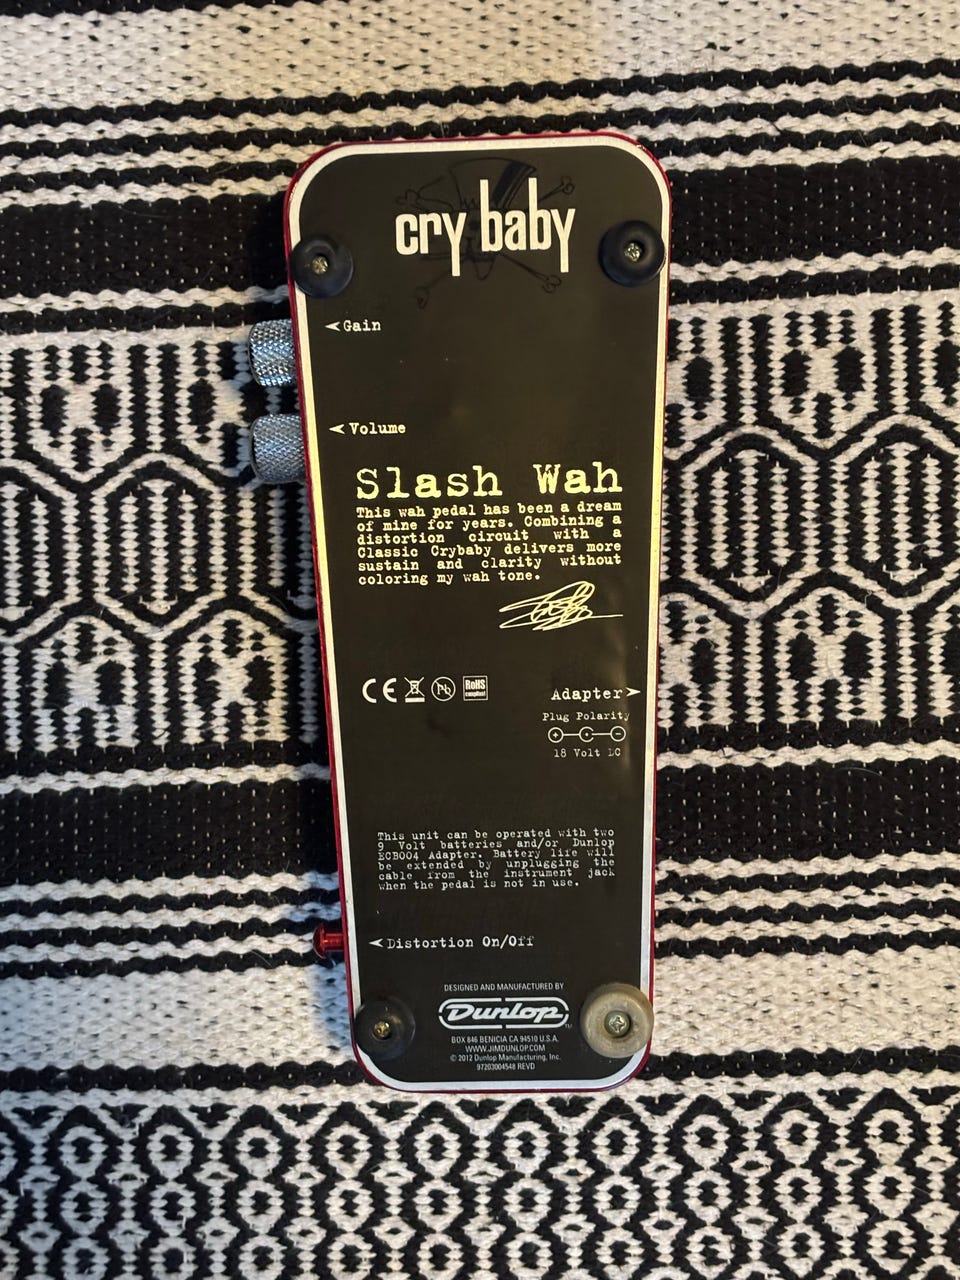 cry baby
Gain
Volume
Slash Wah
This wah pedal has been a dream
of mine for years. Combining a
distortion circuit with a
Classic Crybaby delivers more
sustain and clarity without
coloring my wah tone.
CE Pb RoHS
compliant
Adapter
Plug Polarity
+ C -
18 Volt DC
This unit can be operated with two
9 Volt batteries and/or Dunlop
ECB004 Adapter. Battery life will
be extended by unplugging the
cable from the instrument jack
when the pedal is not in use.
Distortion On/Off
DESIGNED AND MANUFACTURED BY
Dunlop TM
BOX 846 BENICIA CA 94510 U.S.A.
WWW.JIMDUNLOP.COM
© 2012 Dunlop Manufacturing, Inc.
97203004548 REVD